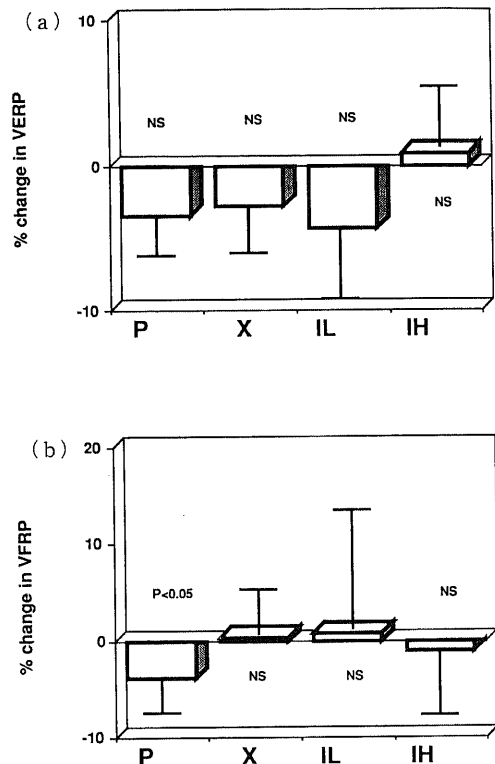 (a)
10
NS
NS
NS
% change in VERP
0
NS
-10
P
X
IL
IH
(b)
20
10
P<0.05
NS
% change in VFRP
0
NS
NS
-10
P
X
IL
IH